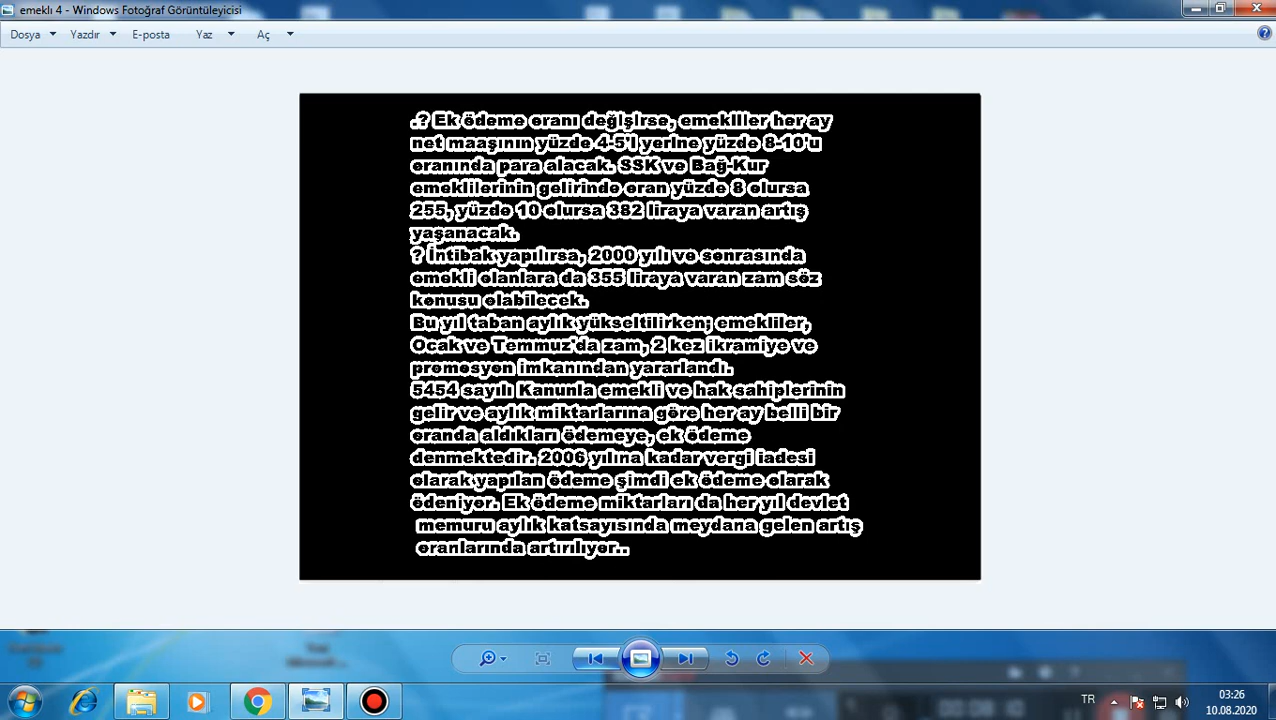 emekli 4 - Windows Fotoğraf Görüntüleyicisi
Dosya Yazdır E-posta Yaz Aç
.? Ek ödeme oranı değişirse, emekliler her ay
net maaşının yüzde 4-5'i yerine yüzde 8-10'u
oranında para alacak. SSK ve Bağ-Kur
emeklilerinin gelirinde oran yüzde 8 olursa
255, yüzde 10 olursa 382 liraya varan artış
yaşanacak.
? İntibak yapılırsa, 2000 yılı ve sonrasında
emekli olanlara da 355 liraya varan zam söz
konusu olabilecek.
Bu yıl taban aylık yükseltilirken; emekliler,
Ocak ve Temmuz'da zam, 2 kez ikramiye ve
promosyon imkanından yararlandı.
5454 sayılı Kanunla emekli ve hak sahiplerinin
gelir ve aylık miktarlarına göre her ay belli bir
oranda aldıkları ödemeye, ek ödeme
denmektedir. 2006 yılına kadar vergi iadesi
olarak yapılan ödeme şimdi ek ödeme olarak
ödeniyor. Ek ödeme miktarları da her yıl devlet
memuru aylık katsayısında meydana gelen artış
oranlarında artırılıyor..
TR
03:26
10.08.2020